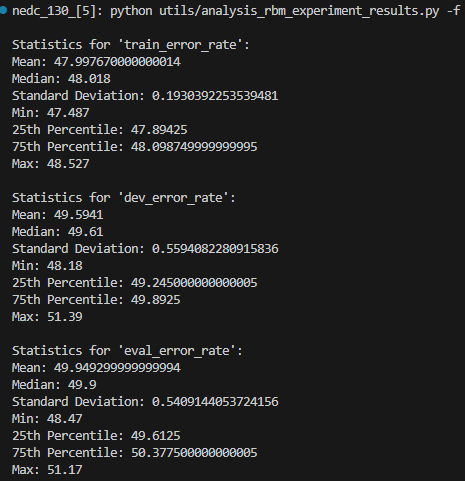 nedc_130_[5]: python utils/analysis_rbm_experiment_results.py -f
Statistics for 'train_error_rate':
Mean: 47.997670000000014
Median: 48.018
Standard Deviation: 0.1930392253539481
Min: 47.487
25th Percentile: 47.89425
75th Percentile: 48.098749999999995
Max: 48.527
Statistics for 'dev_error_rate':
Mean: 49.5941
Median: 49.61
Standard Deviation: 0.5594082280915836
Min: 48.18
25th Percentile: 49.245000000000005
75th Percentile: 49.8925
Max: 51.39
Statistics for 'eval_error_rate':
Mean: 49.949299999999994
Median: 49.9
Standard Deviation: 0.5409144053724156
Min: 48.47
25th Percentile: 49.6125
75th Percentile: 50.377500000000005
Max: 51.17